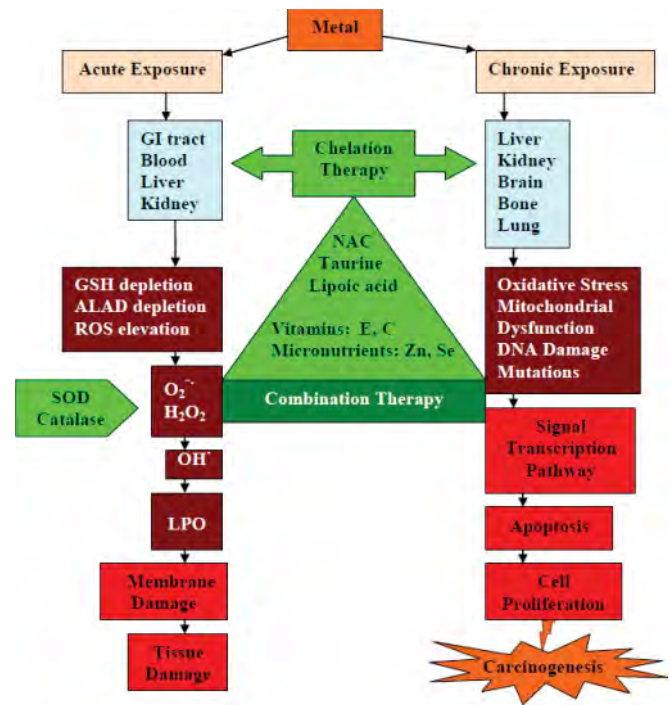 Metal
Acute Exposure
Chronic Exposure
GI tract
Blood
Liver
Kidney
Chelation
Therapy
Liver
Kidney
Brain
Bone
Lung
NAC
Taurine
Lipoic acid
Vitamins: E, C
Micronutrients: Zn, Se
GSH depletion
ALAD depletion
ROS elevation
Oxidative Stress
Mitochondrial
Dysfunction
DNA Damage
Mutations
SOD
Catalase
O₂⁻·
H₂O₂
Combination Therapy
Signal
Transcription
Pathway
OH·
LPO
Apoptosis
Membrane
Damage
Cell
Proliferation
Tissue
Damage
Carcinogenesis